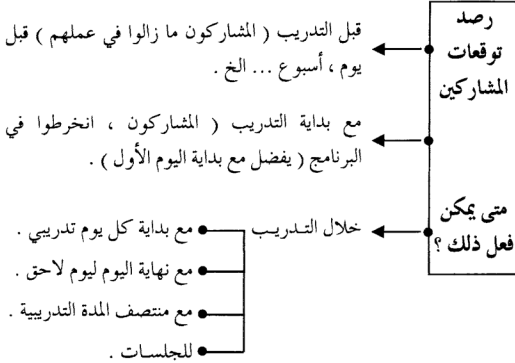 رصد
توقعات
المشاركين
متى يمكن
فعل ذلك ؟
قبل التدريب ( المشاركون ما زالوا في عملهم ) قبل
يوم ، أسبوع ... الخ .
مع بداية التدريب ( المشاركون ، انخرطوا في
البرنامج ( يفضل مع بداية اليوم الأول ) .
خلال التـدريـب
مع بداية كل يوم تدريبي .
مع نهاية اليوم ليوم لاحق .
مع منتصف المدة التدريبية .
للجلسـات .